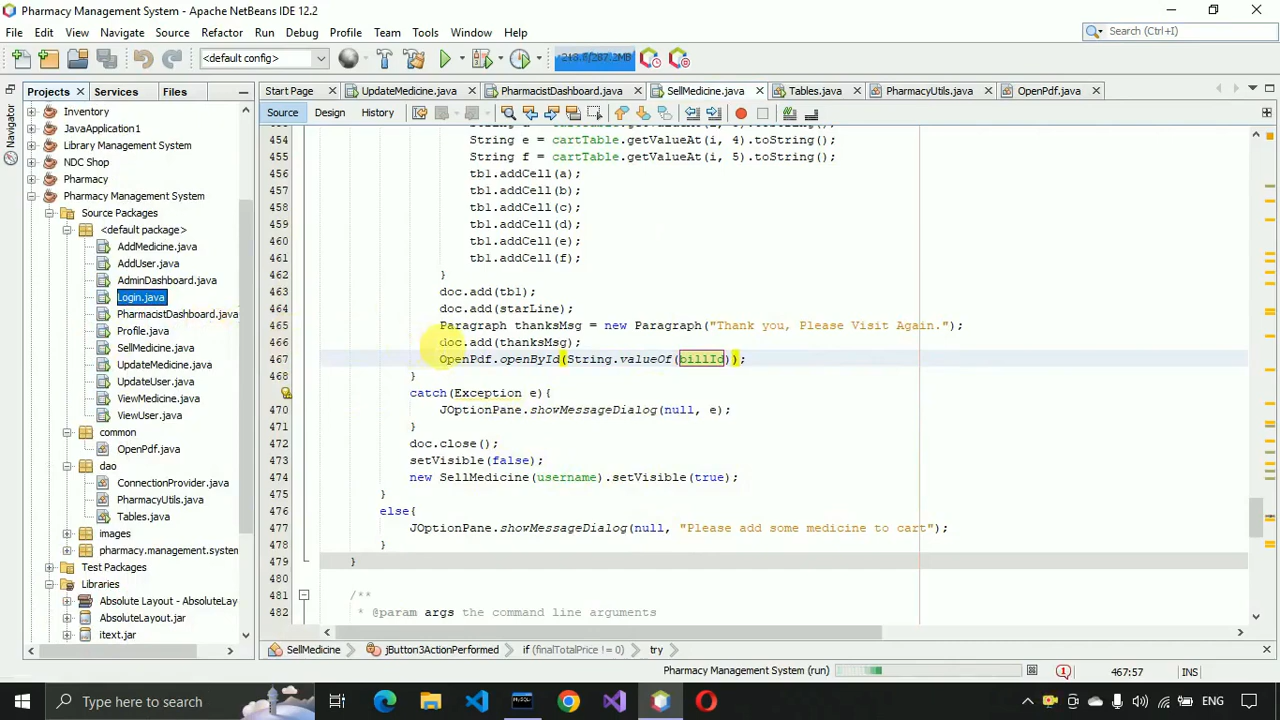 Pharmacy Management System - Apache NetBeans IDE 12.2
File Edit View Navigate Source Refactor Run Debug Profile Team Tools Window Help
Search (Ctrl+I)
<default config>
Projects Services Files
Start Page UpdateMedicine.java PharmacistDashboard.java SellMedicine.java Tables.java PharmacyUtils.java OpenPdf.java
Source Design History
Navigator
Inventory
JavaApplication1
Library Management System
NDC Shop
Pharmacy
Pharmacy Management System
Source Packages
<default package>
AddMedicine.java
AddUser.java
AdminDashboard.java
Login.java
PharmacistDashboard.java
Profile.java
SellMedicine.java
UpdateMedicine.java
UpdateUser.java
ViewMedicine.java
ViewUser.java
common
OpenPdf.java
dao
ConnectionProvider.java
PharmacyUtils.java
Tables.java
images
pharmacy.management.system
Test Packages
Libraries
Absolute Layout - AbsoluteLay
AbsoluteLayout.jar
itext.jar
454 String e = cartTable.getValueAt(i, 4).toString();
455 String f = cartTable.getValueAt(i, 5).toString();
456 tb1.addCell(a);
457 tb1.addCell(b);
458 tb1.addCell(c);
459 tb1.addCell(d);
460 tb1.addCell(e);
461 tb1.addCell(f);
462 }
463 doc.add(tb1);
464 doc.add(starLine);
465 Paragraph thanksMsg = new Paragraph("Thank you, Please Visit Again.");
466 doc.add(thanksMsg);
467 OpenPdf.openById(String.valueOf(billId));
468 }
catch(Exception e){
470 JOptionPane.showMessageDialog(null, e);
471 }
472 doc.close();
473 setVisible(false);
474 new SellMedicine(username).setVisible(true);
475 }
476 else{
477 JOptionPane.showMessageDialog(null, "Please add some medicine to cart");
478 }
479 }
480
481 /**
482 * @param args the command line arguments
SellMedicine jButton3ActionPerformed if (finalTotalPrice != 0) try
Pharmacy Management System (run) 1 467:57 INS
Type here to search
ENG